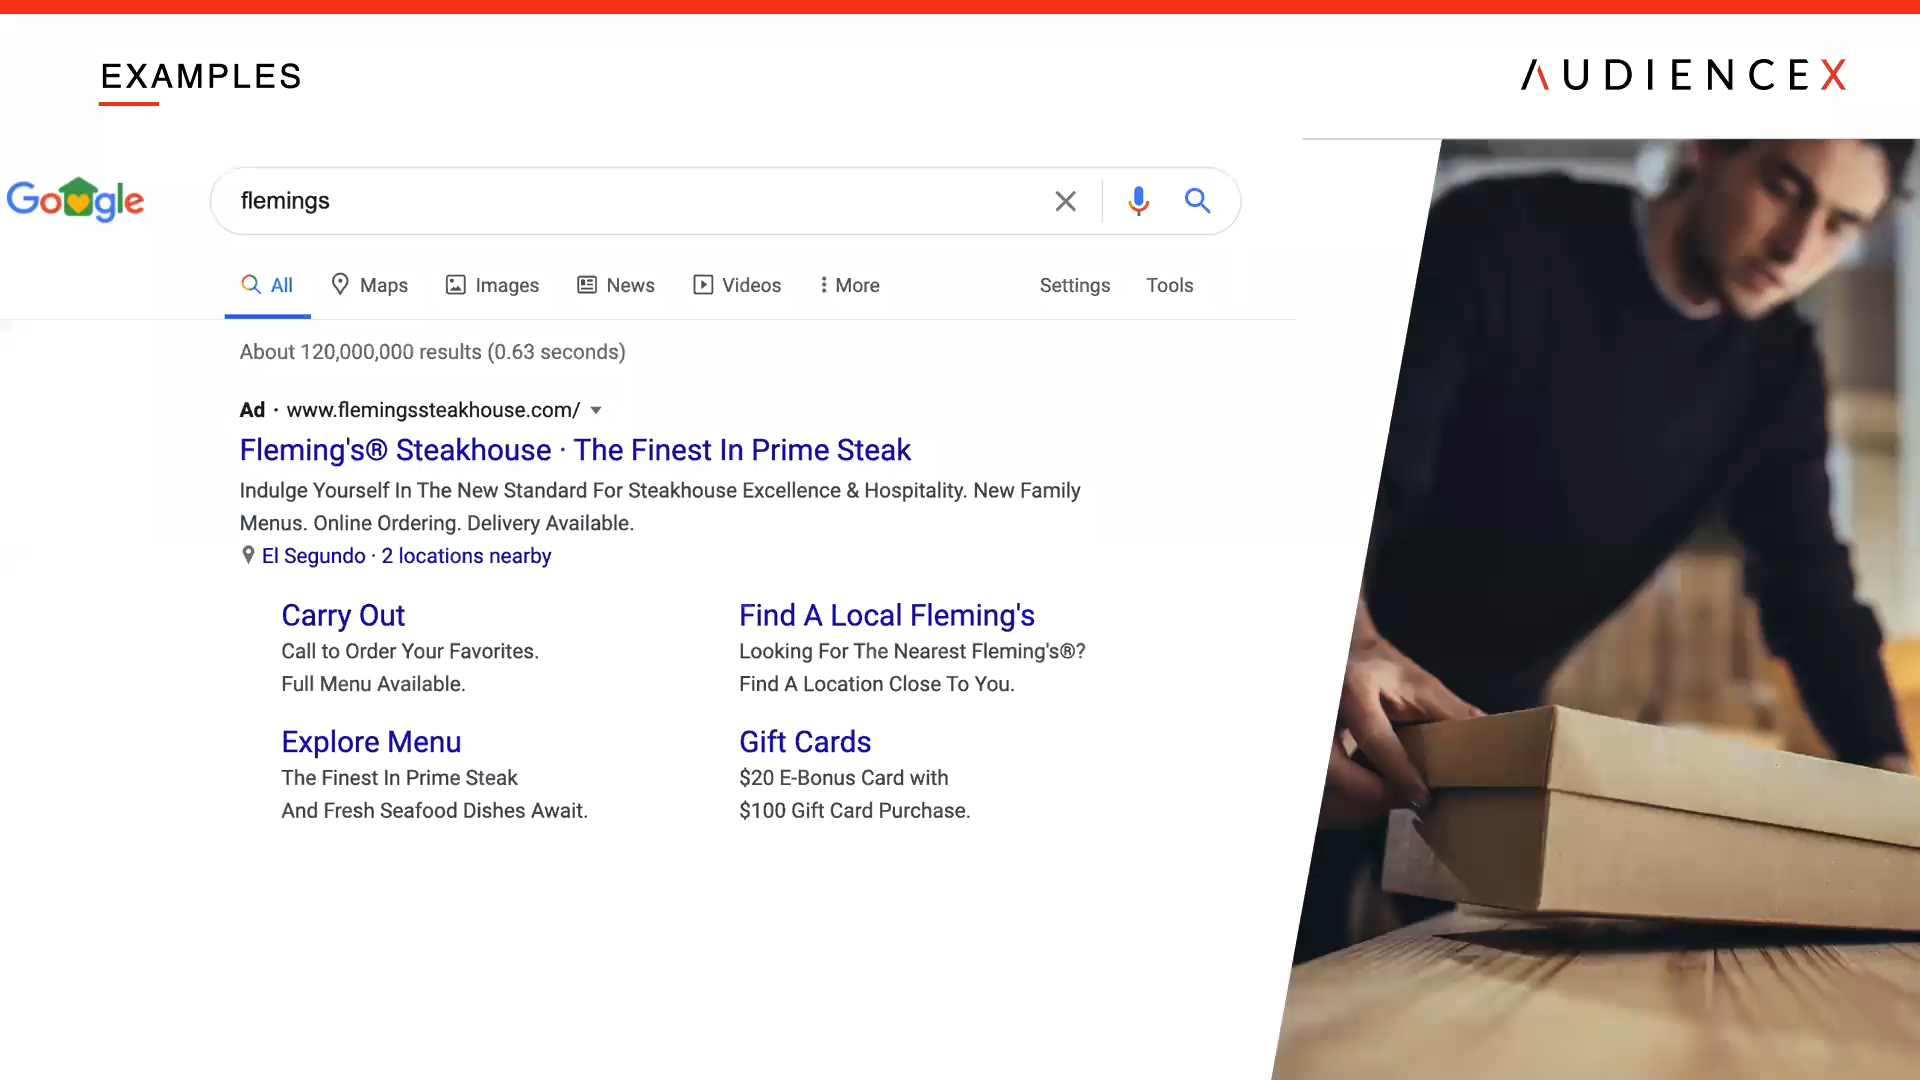 EXAMPLES
AUDIENCEX
Google
flemings
All Maps Images News Videos More Settings Tools
About 120,000,000 results (0.63 seconds)
Ad · www.flemingssteakhouse.com/
Fleming's® Steakhouse · The Finest In Prime Steak
Indulge Yourself In The New Standard For Steakhouse Excellence & Hospitality. New Family
Menus. Online Ordering. Delivery Available.
El Segundo · 2 locations nearby
Carry Out
Call to Order Your Favorites.
Full Menu Available.
Find A Local Fleming's
Looking For The Nearest Fleming's®?
Find A Location Close To You.
Explore Menu
The Finest In Prime Steak
And Fresh Seafood Dishes Await.
Gift Cards
$20 E-Bonus Card with
$100 Gift Card Purchase.